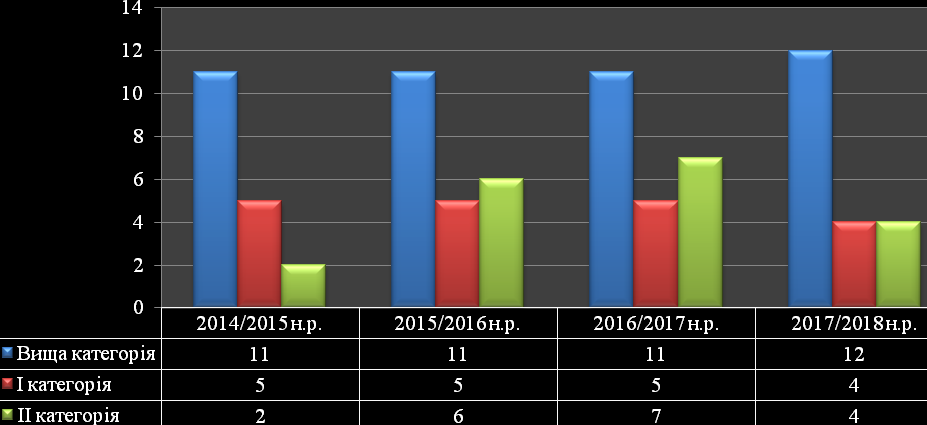 14
12
10
8
6
4
2
0
2014/2015н.р. 2015/2016н.р. 2016/2017н.р. 2017/2018н.р.
Вища категорія 11 11 11 12
І категорія 5 5 5 4
ІІ категорія 2 6 7 4